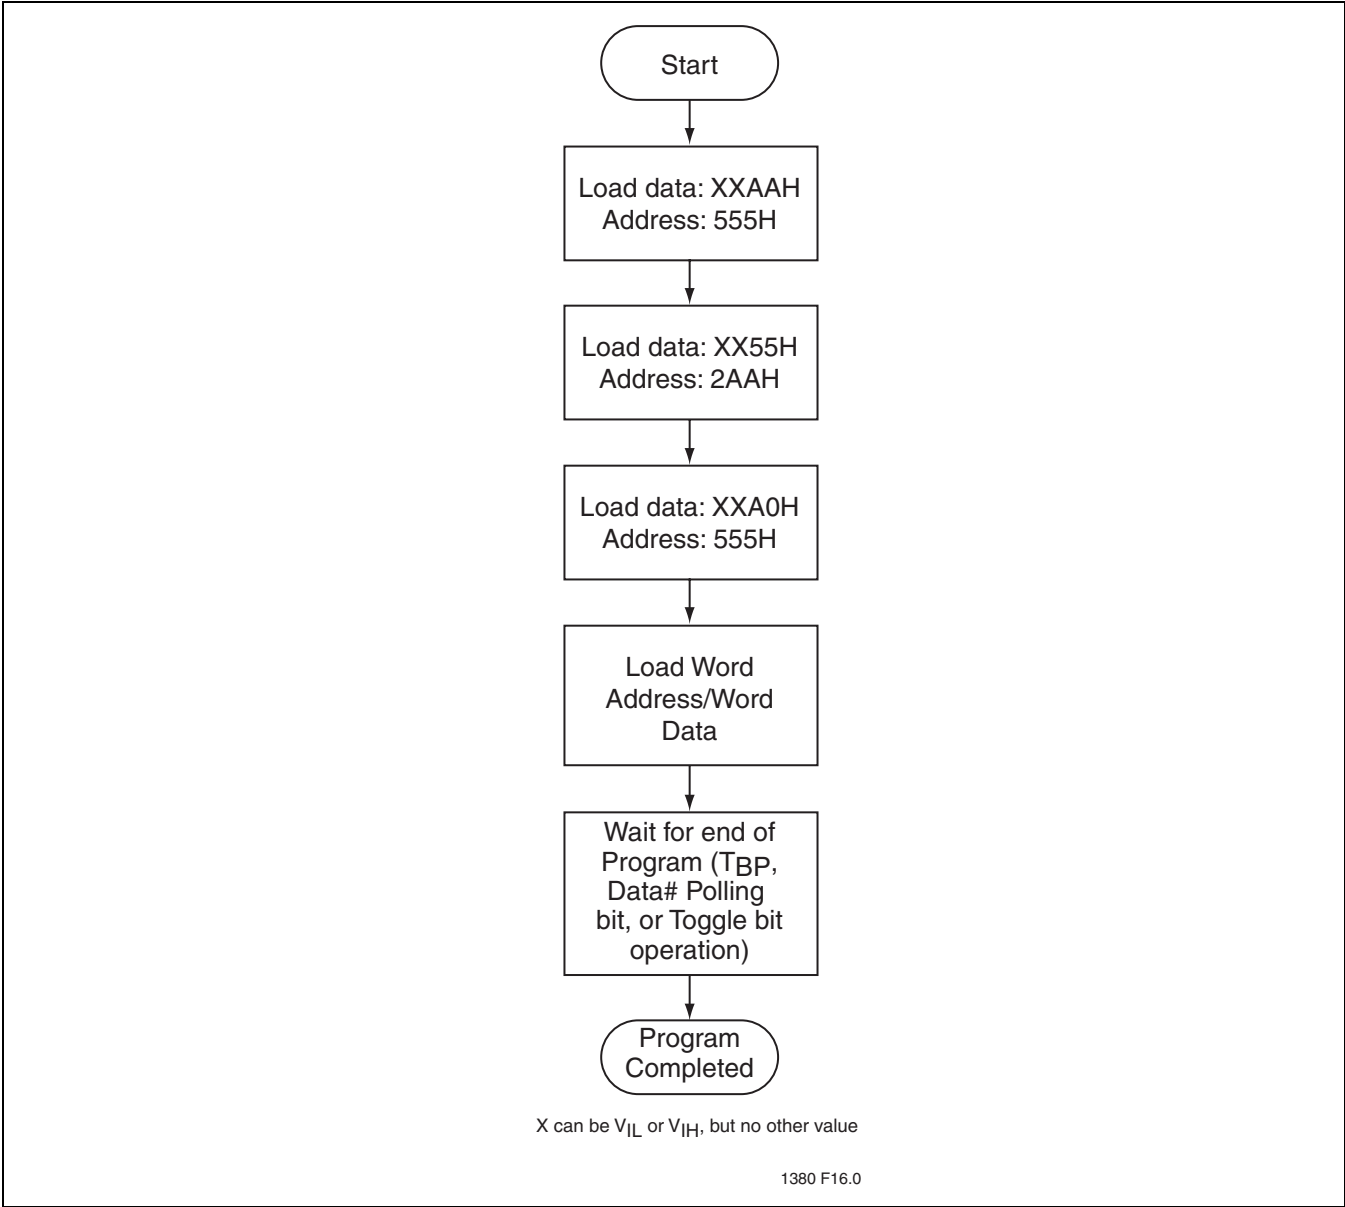 Start
Load data: XXAAH
Address: 555H
Load data: XX55H
Address: 2AAH
Load data: XXA0H
Address: 555H
Load Word
Address/Word
Data
Wait for end of
Program (TBP,
Data# Polling
bit, or Toggle bit
operation)
Program
Completed
X can be VIL or VIH, but no other value
1380 F16.0